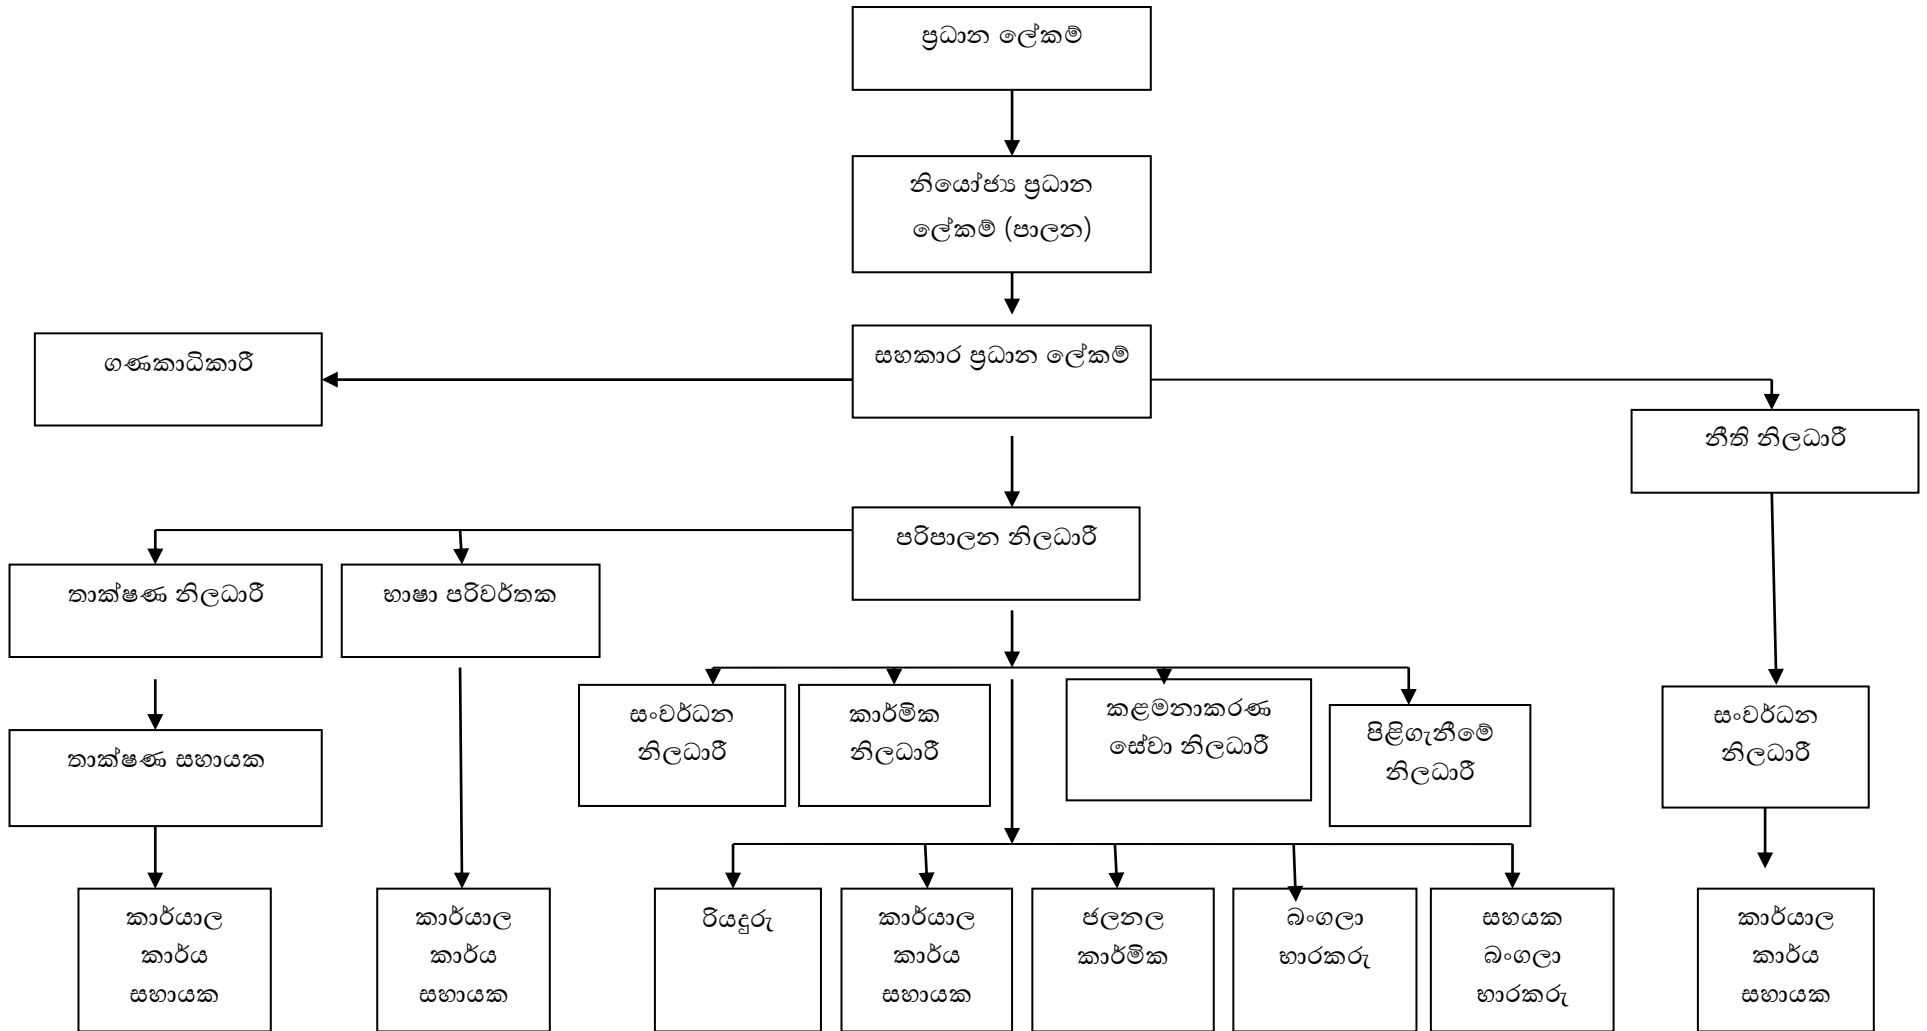 ප්‍රධාන ලේකම්
නියෝජ්‍ය ප්‍රධාන
ලේකම් (පාලන)
ගණකාධිකාරී
සහකාර ප්‍රධාන ලේකම්
නීති නිලධාරී
පරිපාලන නිලධාරී
තාක්ෂණ නිලධාරී
භාෂා පරිවර්තක
සංවර්ධන
නිලධාරී
කාර්මික
නිලධාරී
කළමනාකරණ
සේවා නිලධාරී
පිළිගැනීමේ
නිලධාරී
සංවර්ධන
නිලධාරී
තාක්ෂණ සහායක
කාර්යාල
කාර්ය
සහායක
කාර්යාල
කාර්ය
සහායක
රියදුරු
කාර්යාල
කාර්ය
සහායක
ජලනල
කාර්මික
බංගලා
භාරකරු
සහයක
බංගලා
භාරකරු
කාර්යාල
කාර්ය
සහායක